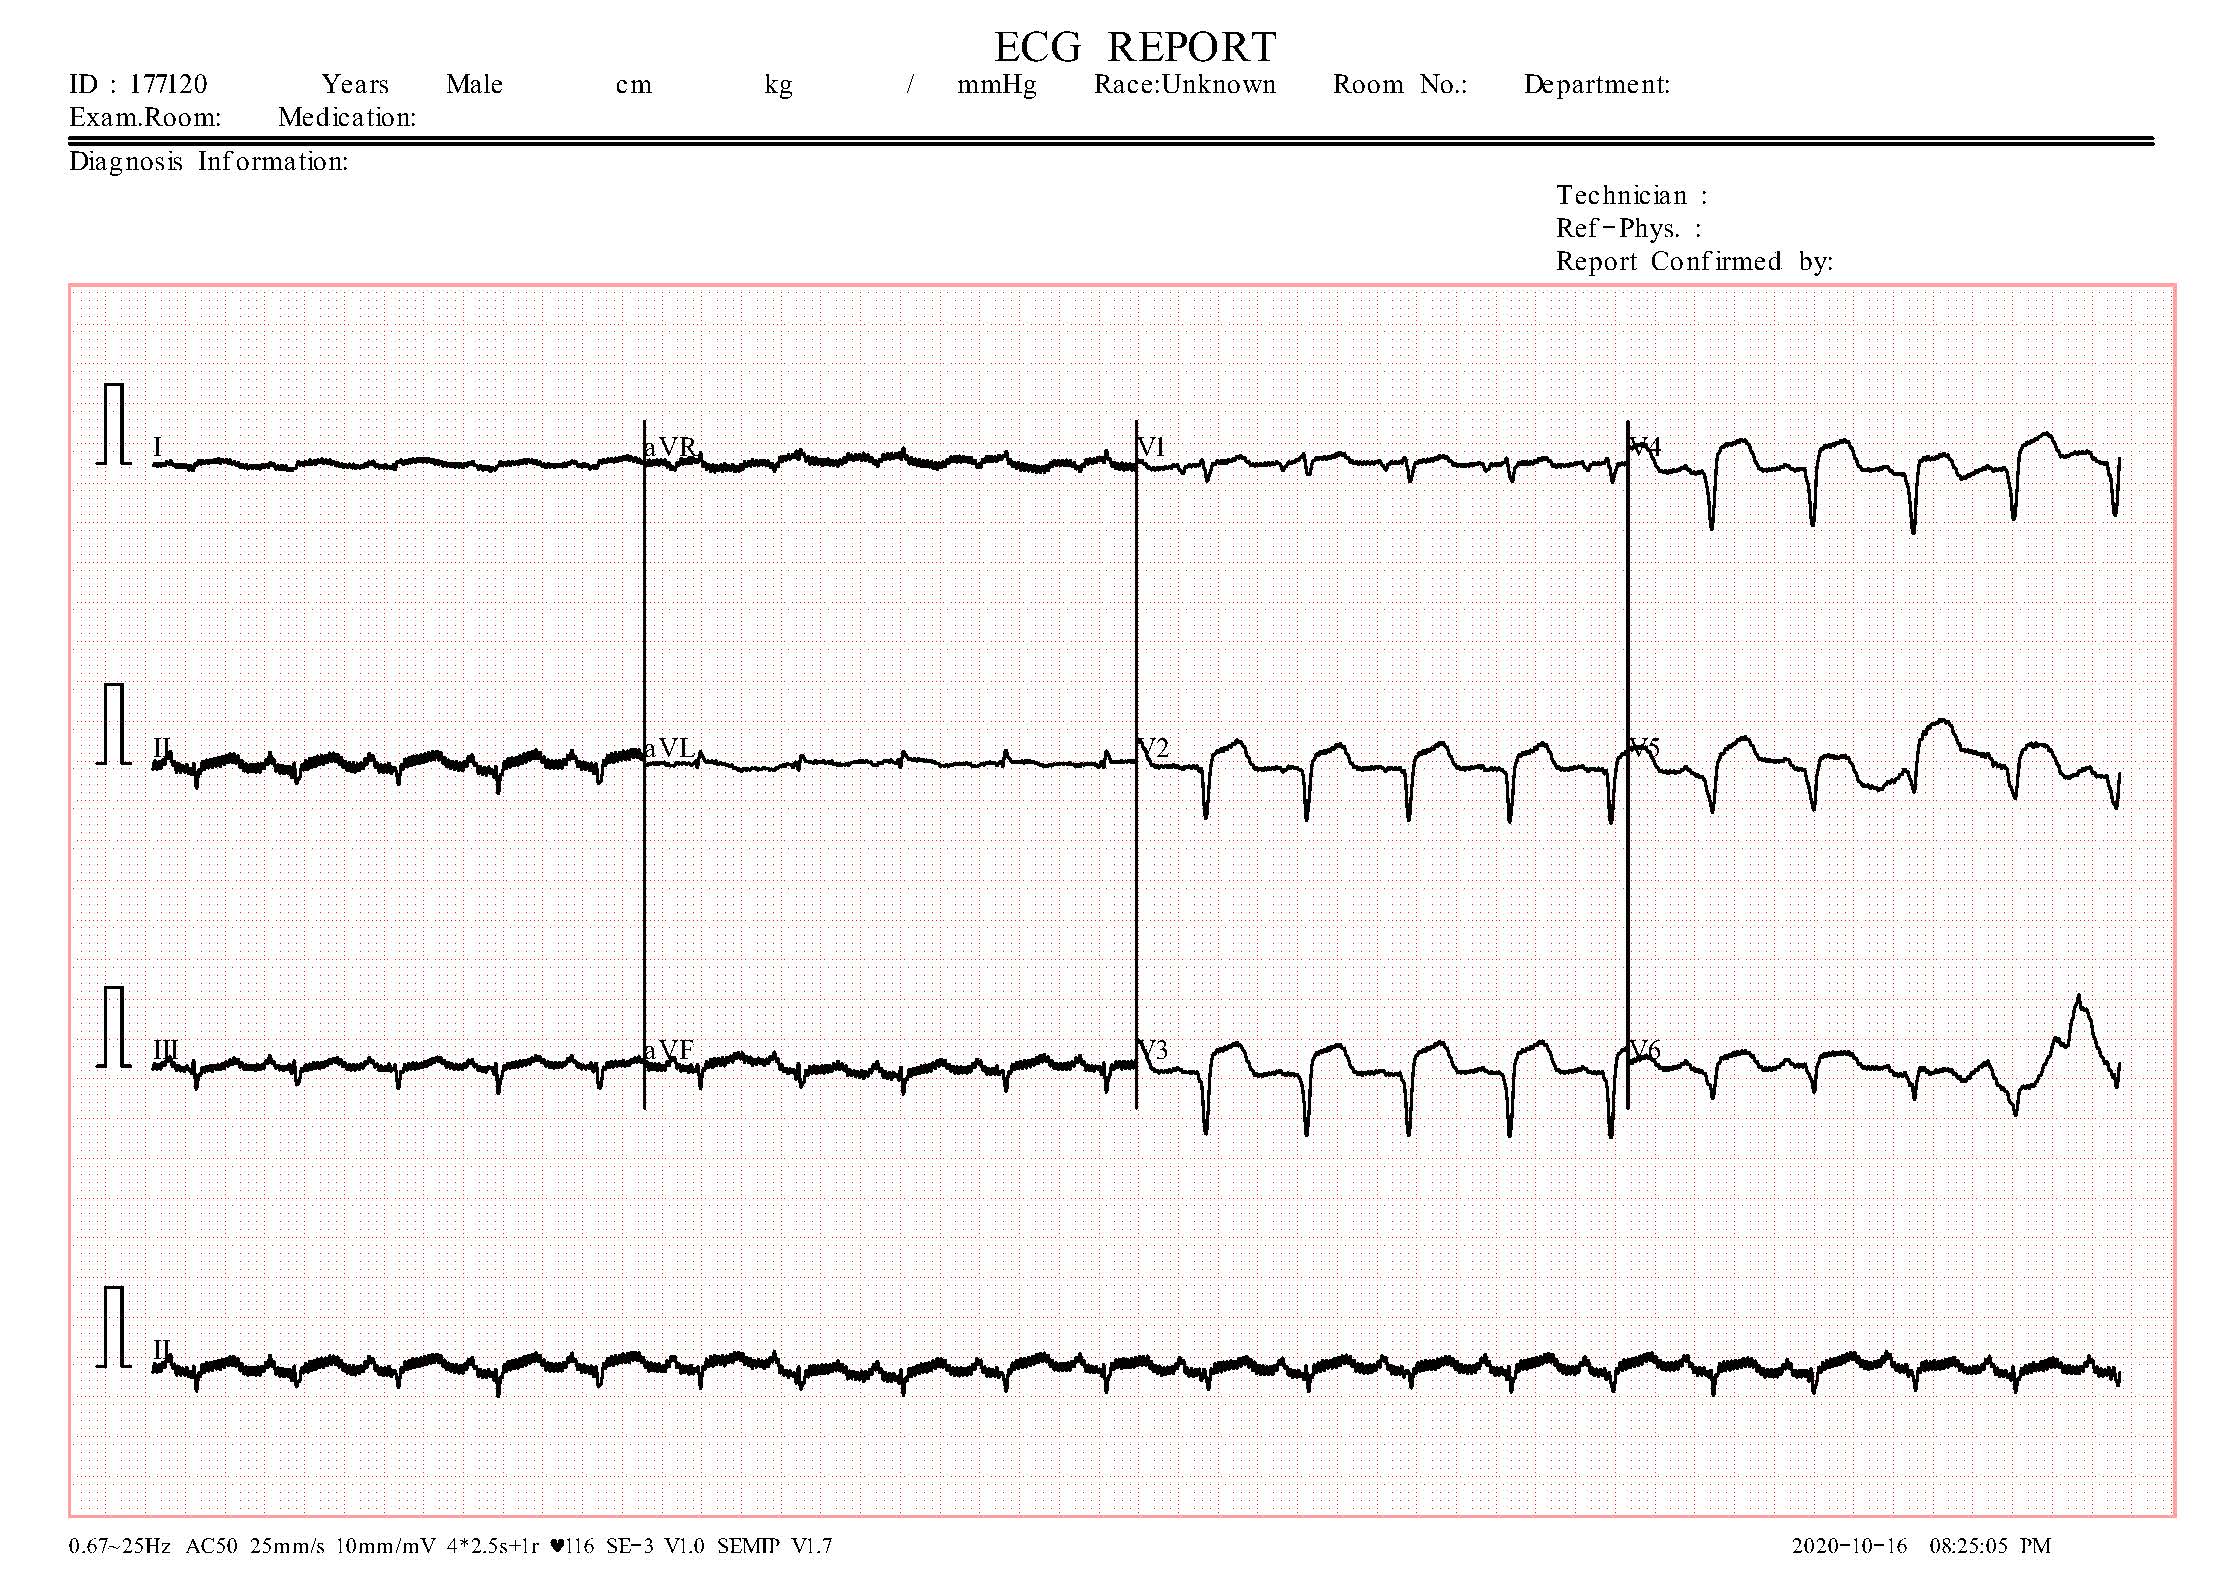 ECG REPORT
ID : 177120 Years Male cm kg / mmHg Race:Unknown Room No.: Department:
Exam.Room: Medication:
Diagnosis Information:
Technician :
Ref-Phys. :
Report Confirmed by:
I aVR V1 V4
II aVL V2 V5
III aVF V3 V6
II
0.67~25Hz AC50 25mm/s 10mm/mV 4*2.5s+1r ♥116 SE-3 V1.0 SEMIP V1.7 2020-10-16 08:25:05 PM